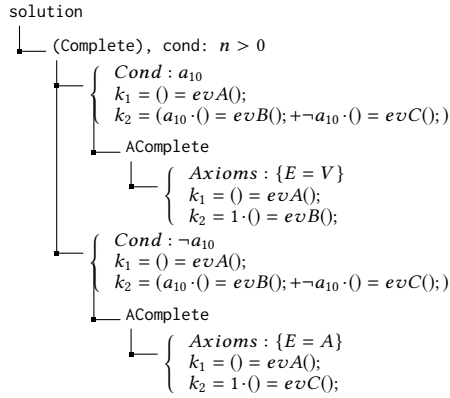 solution
(Complete), cond: n > 0
Cond : a₁₀
k₁ = () = evA();
k₂ = (a₁₀·() = evB(); +¬a₁₀·() = evC(); )
AComplete
Axioms : {E = V}
k₁ = () = evA();
k₂ = 1·() = evB();
Cond : ¬a₁₀
k₁ = () = evA();
k₂ = (a₁₀·() = evB(); +¬a₁₀·() = evC(); )
AComplete
Axioms : {E = A}
k₁ = () = evA();
k₂ = 1·() = evC();